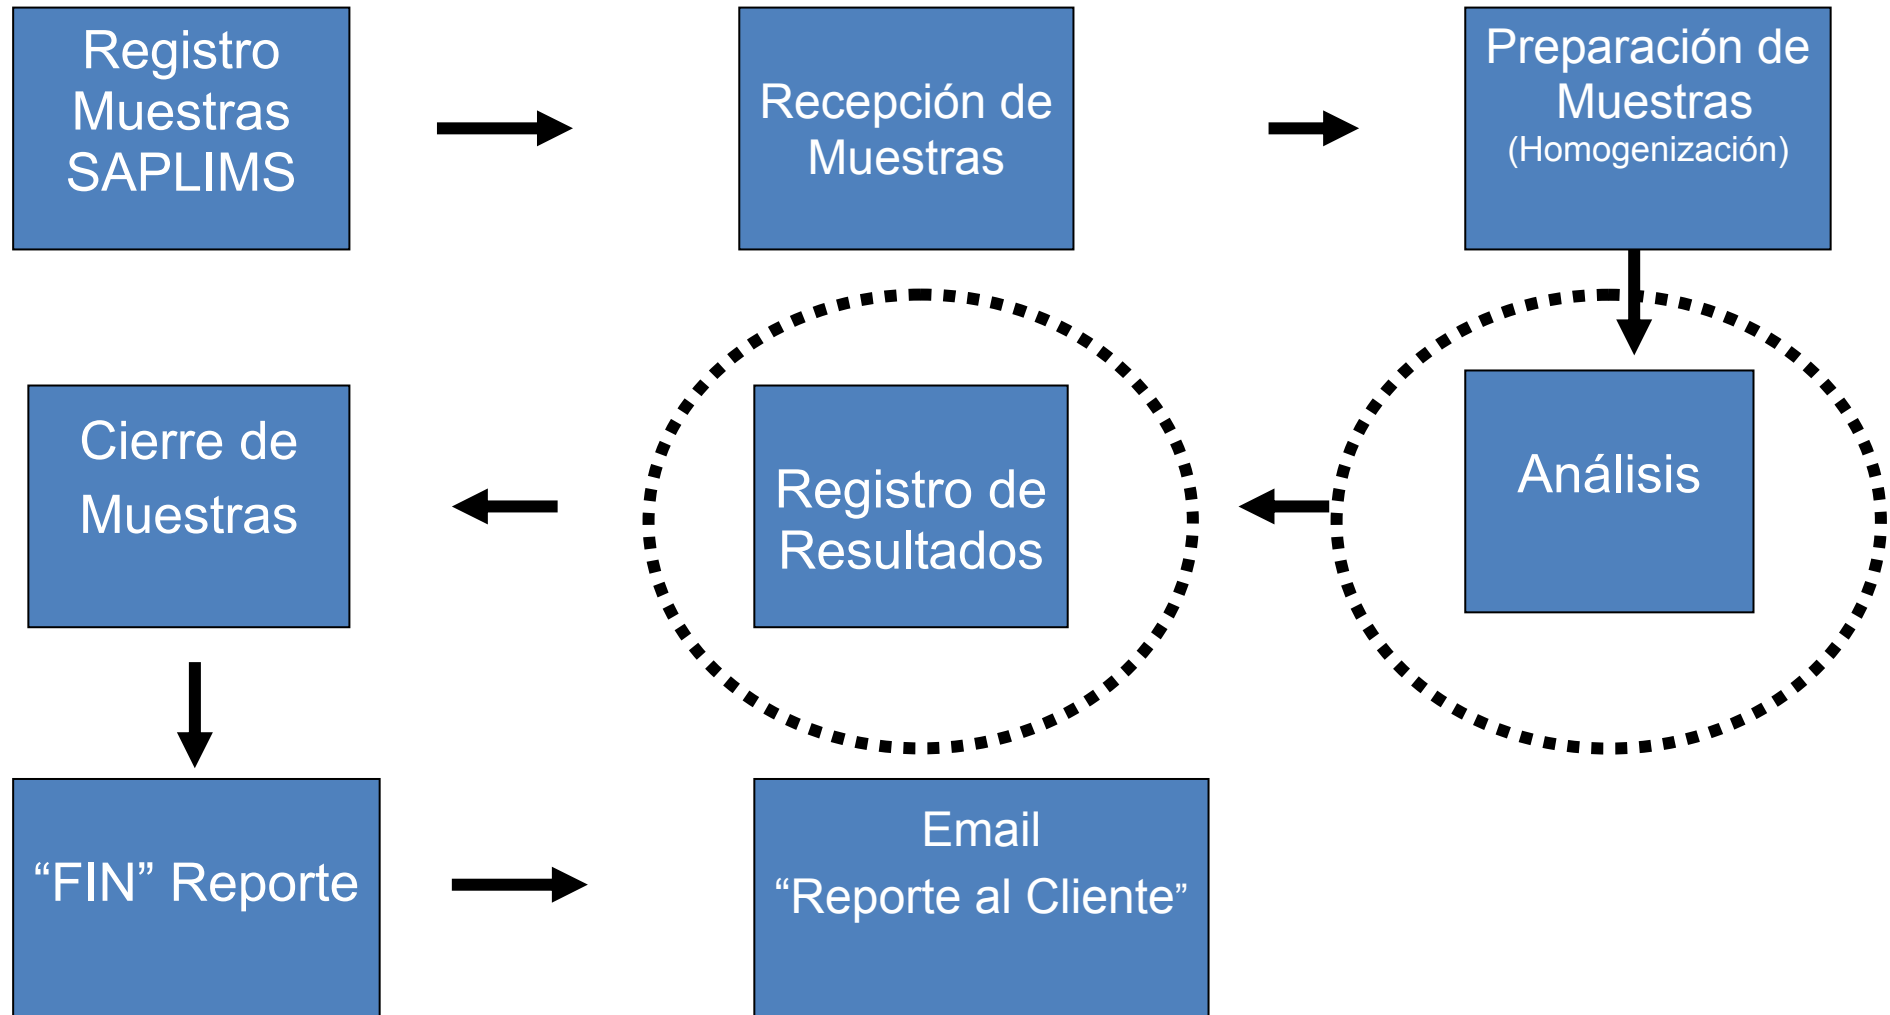 Registro
Muestras
SAPLIMS
Recepción de
Muestras
Preparación de
Muestras
(Homogenización)
Análisis
Registro de
Resultados
Cierre de
Muestras
“FIN” Reporte
Email
“Reporte al Cliente”